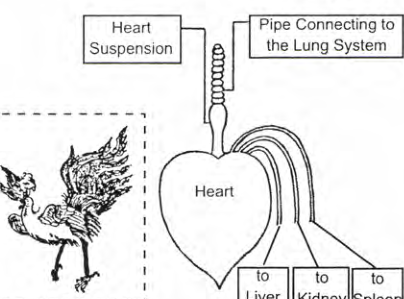 Heart
Suspension
Pipe Connecting to
the Lung System
Heart
to
Liver
to
Kidney
to
Spleen